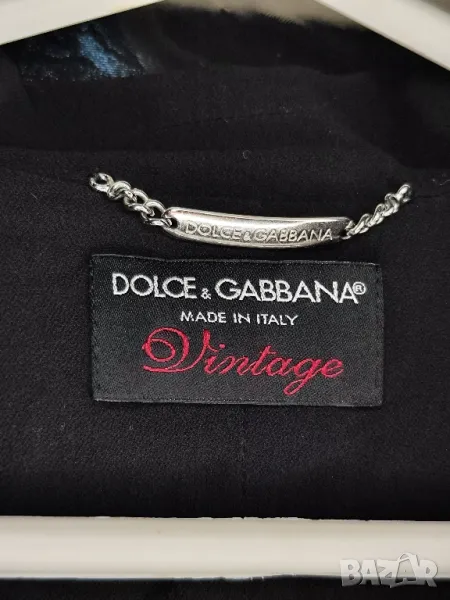 DOLCE & GABBANA
DOLCE & GABBANA®
MADE IN ITALY
Vintage
BAZAR